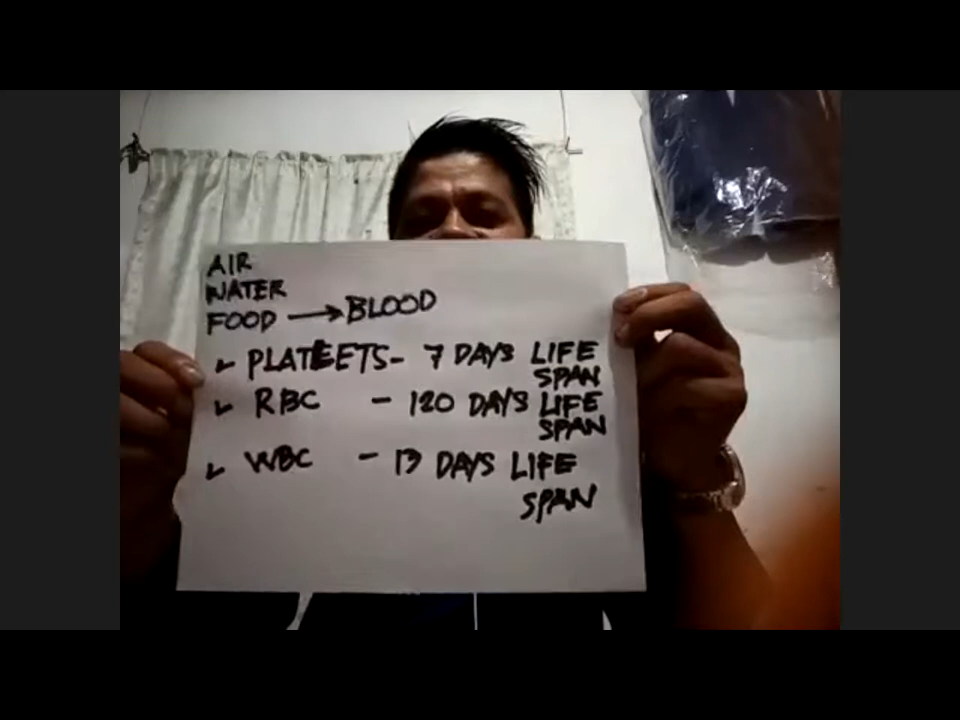 AIR
WATER
FOOD → BLOOD
✓ PLATEETS - 7 DAYS LIFE
SPAN
✓ RBC - 120 DAYS LIFE
SPAN
✓ WBC - 13 DAYS LIFE
SPAN